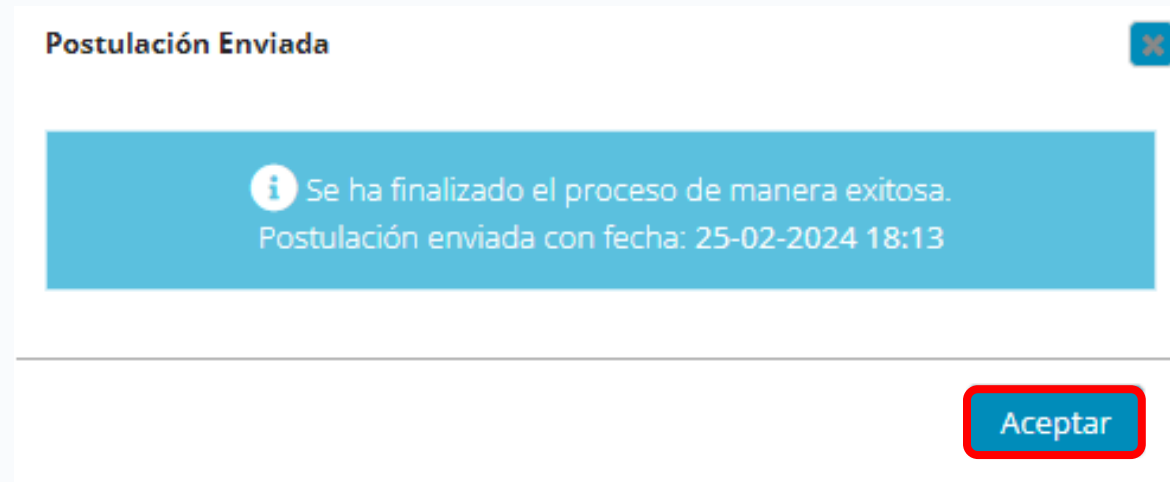 Postulación Enviada
Se ha finalizado el proceso de manera exitosa.
Postulación enviada con fecha: 25-02-2024 18:13
Aceptar